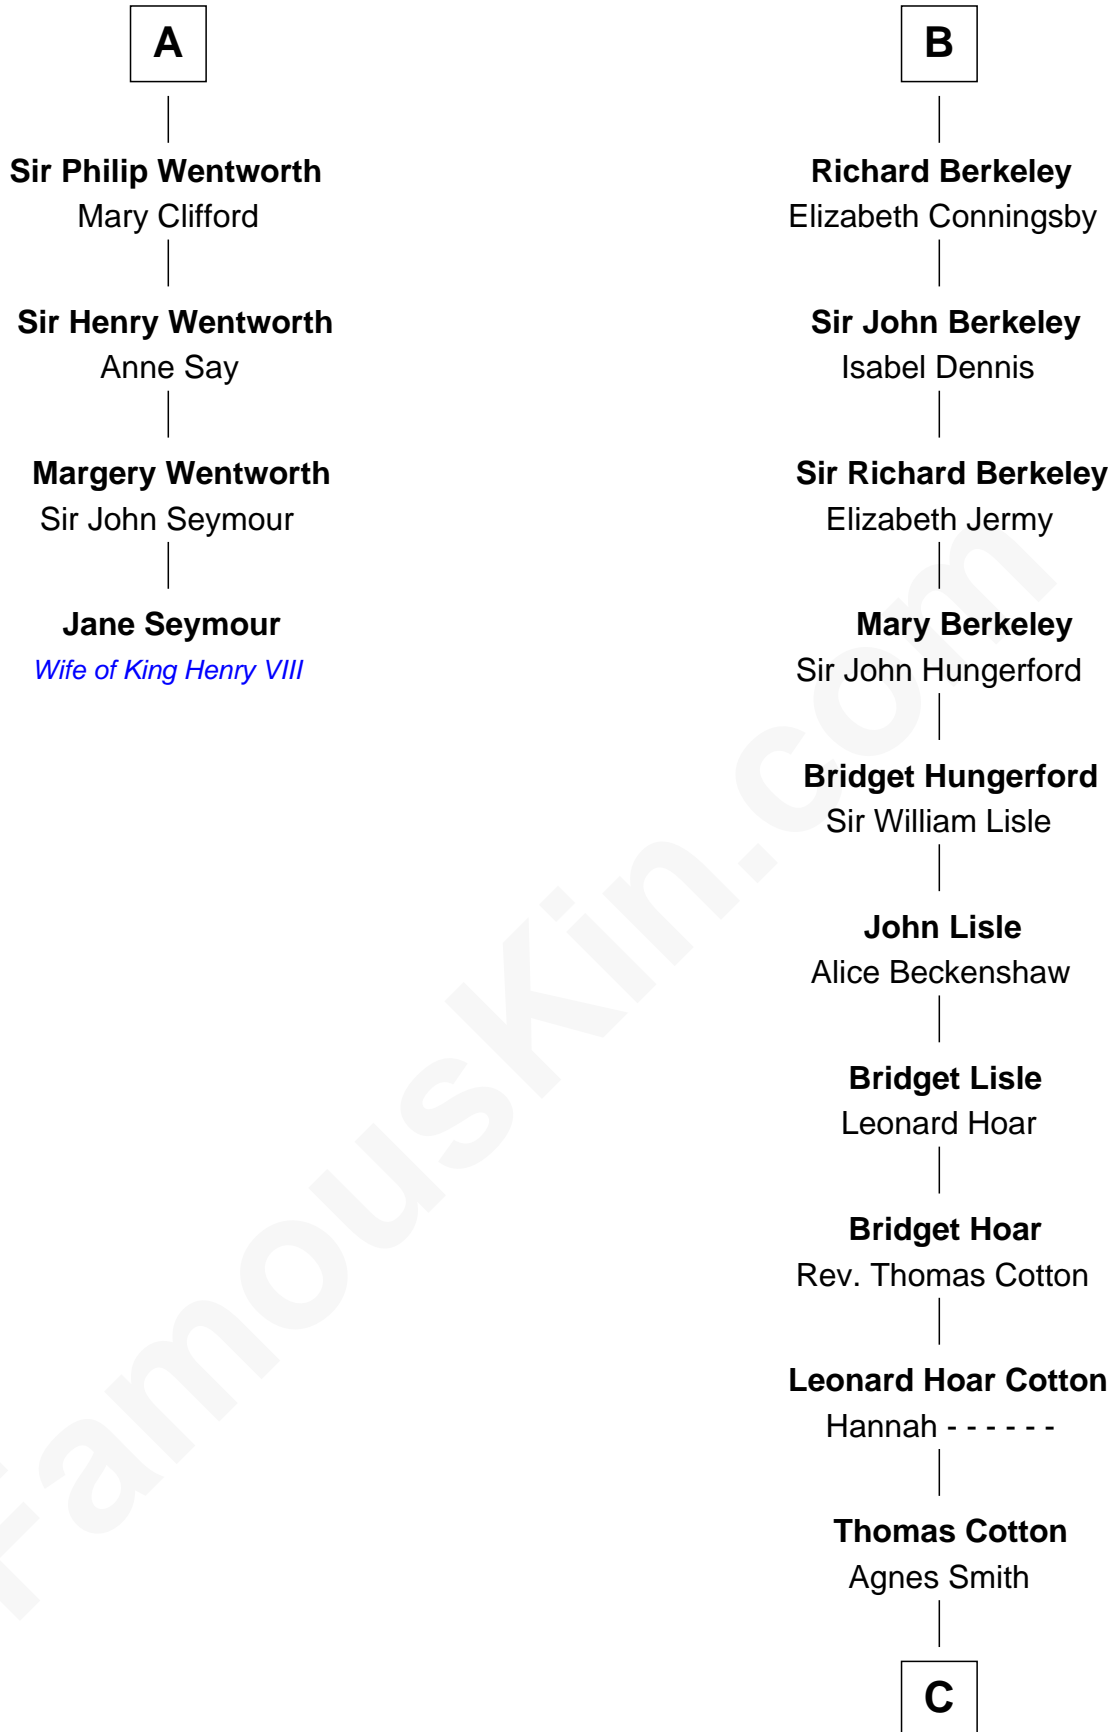 A
Sir Philip Wentworth
Mary Clifford
Sir Henry Wentworth
Anne Say
Margery Wentworth
Sir John Seymour
Jane Seymour
Wife of King Henry VIII
B
Richard Berkeley
Elizabeth Conningsby
Sir John Berkeley
Isabel Dennis
Sir Richard Berkeley
Elizabeth Jermy
Mary Berkeley
Sir John Hungerford
Bridget Hungerford
Sir William Lisle
John Lisle
Alice Beckenshaw
Bridget Lisle
Leonard Hoar
Bridget Hoar
Rev. Thomas Cotton
Leonard Hoar Cotton
Hannah - - - - - -
Thomas Cotton
Agnes Smith
C
FamousKin.com